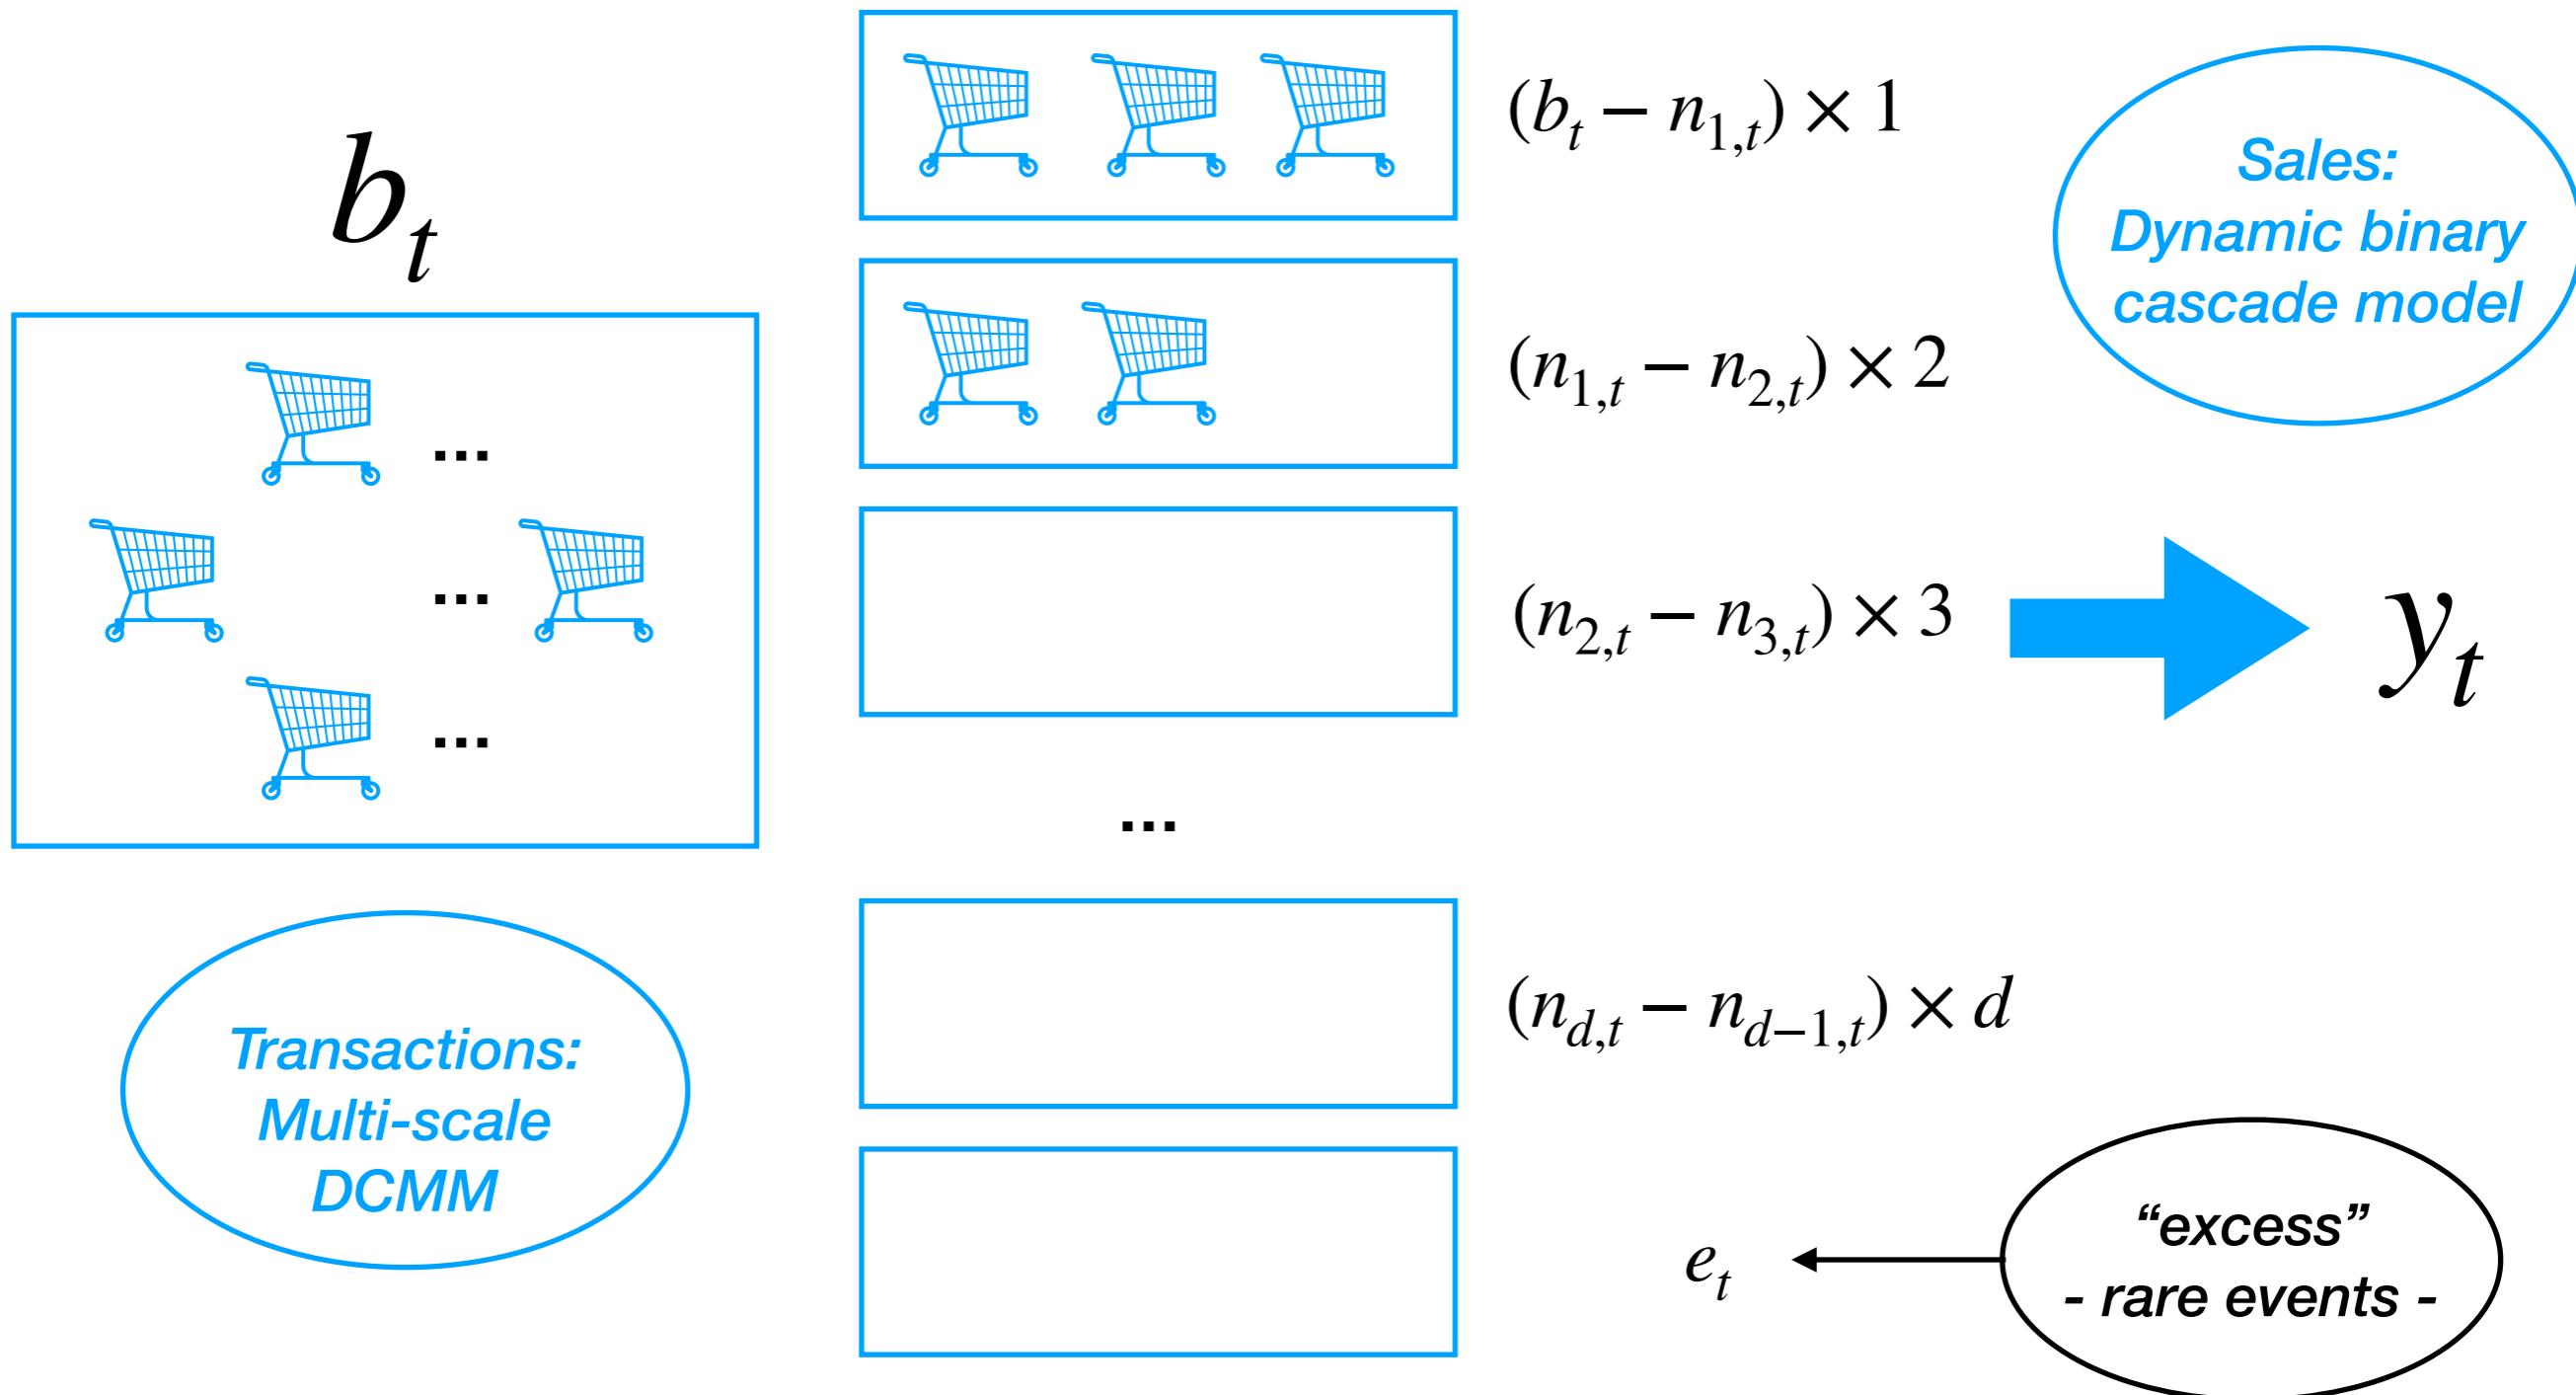 b_t
...
...
...
Transactions:
Multi-scale
DCMM
(b_t − n_{1,t}) × 1
(n_{1,t} − n_{2,t}) × 2
(n_{2,t} − n_{3,t}) × 3
...
(n_{d,t} − n_{d−1,t}) × d
e_t
Sales:
Dynamic binary
cascade model
y_t
“excess”
- rare events -